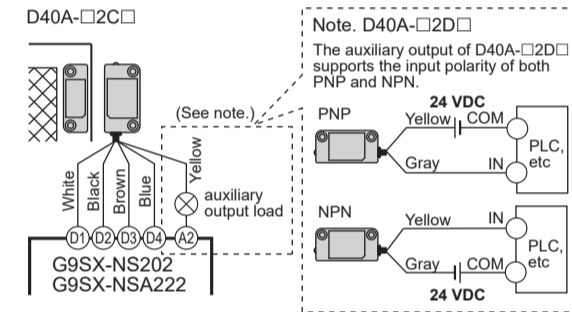 D40A-□2C□
(See note.)
White
Black
Brown
Blue
Yellow
auxiliary
output load
D1 D2 D3 D4 A2
G9SX-NS202
G9SX-NSA222
Note. D40A-□2D□
The auxiliary output of D40A-□2D□
supports the input polarity of both
PNP and NPN.
24 VDC
PNP
Yellow
COM
Gray
IN
PLC,
etc
NPN
Yellow
IN
Gray
COM
PLC,
etc
24 VDC